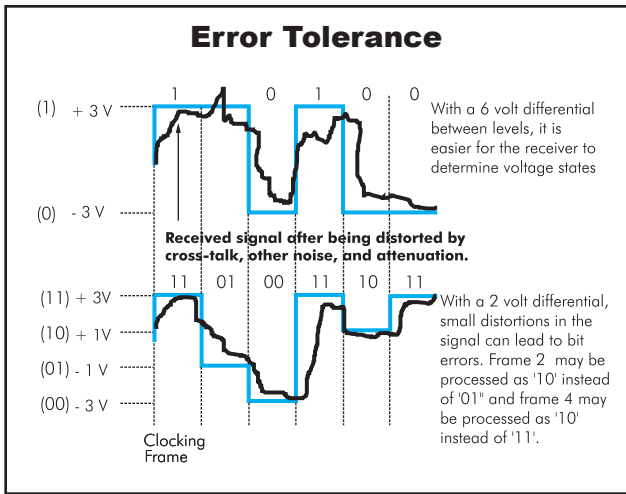 Error Tolerance
1 1 0 1 0 0
(1) + 3 V
With a 6 volt differential
between levels, it is
easier for the receiver to
determine voltage states
(0) - 3 V
Received signal after being distorted by
cross-talk, other noise, and attenuation.
11 01 00 11 10 11
(11) + 3V
(10) + 1V
(01) - 1 V
(00) - 3 V
With a 2 volt differential,
small distortions in the
signal can lead to bit
errors. Frame 2 may be
processed as '10' instead
of '01" and frame 4 may
be processed as '10'
instead of '11'.
Clocking
Frame